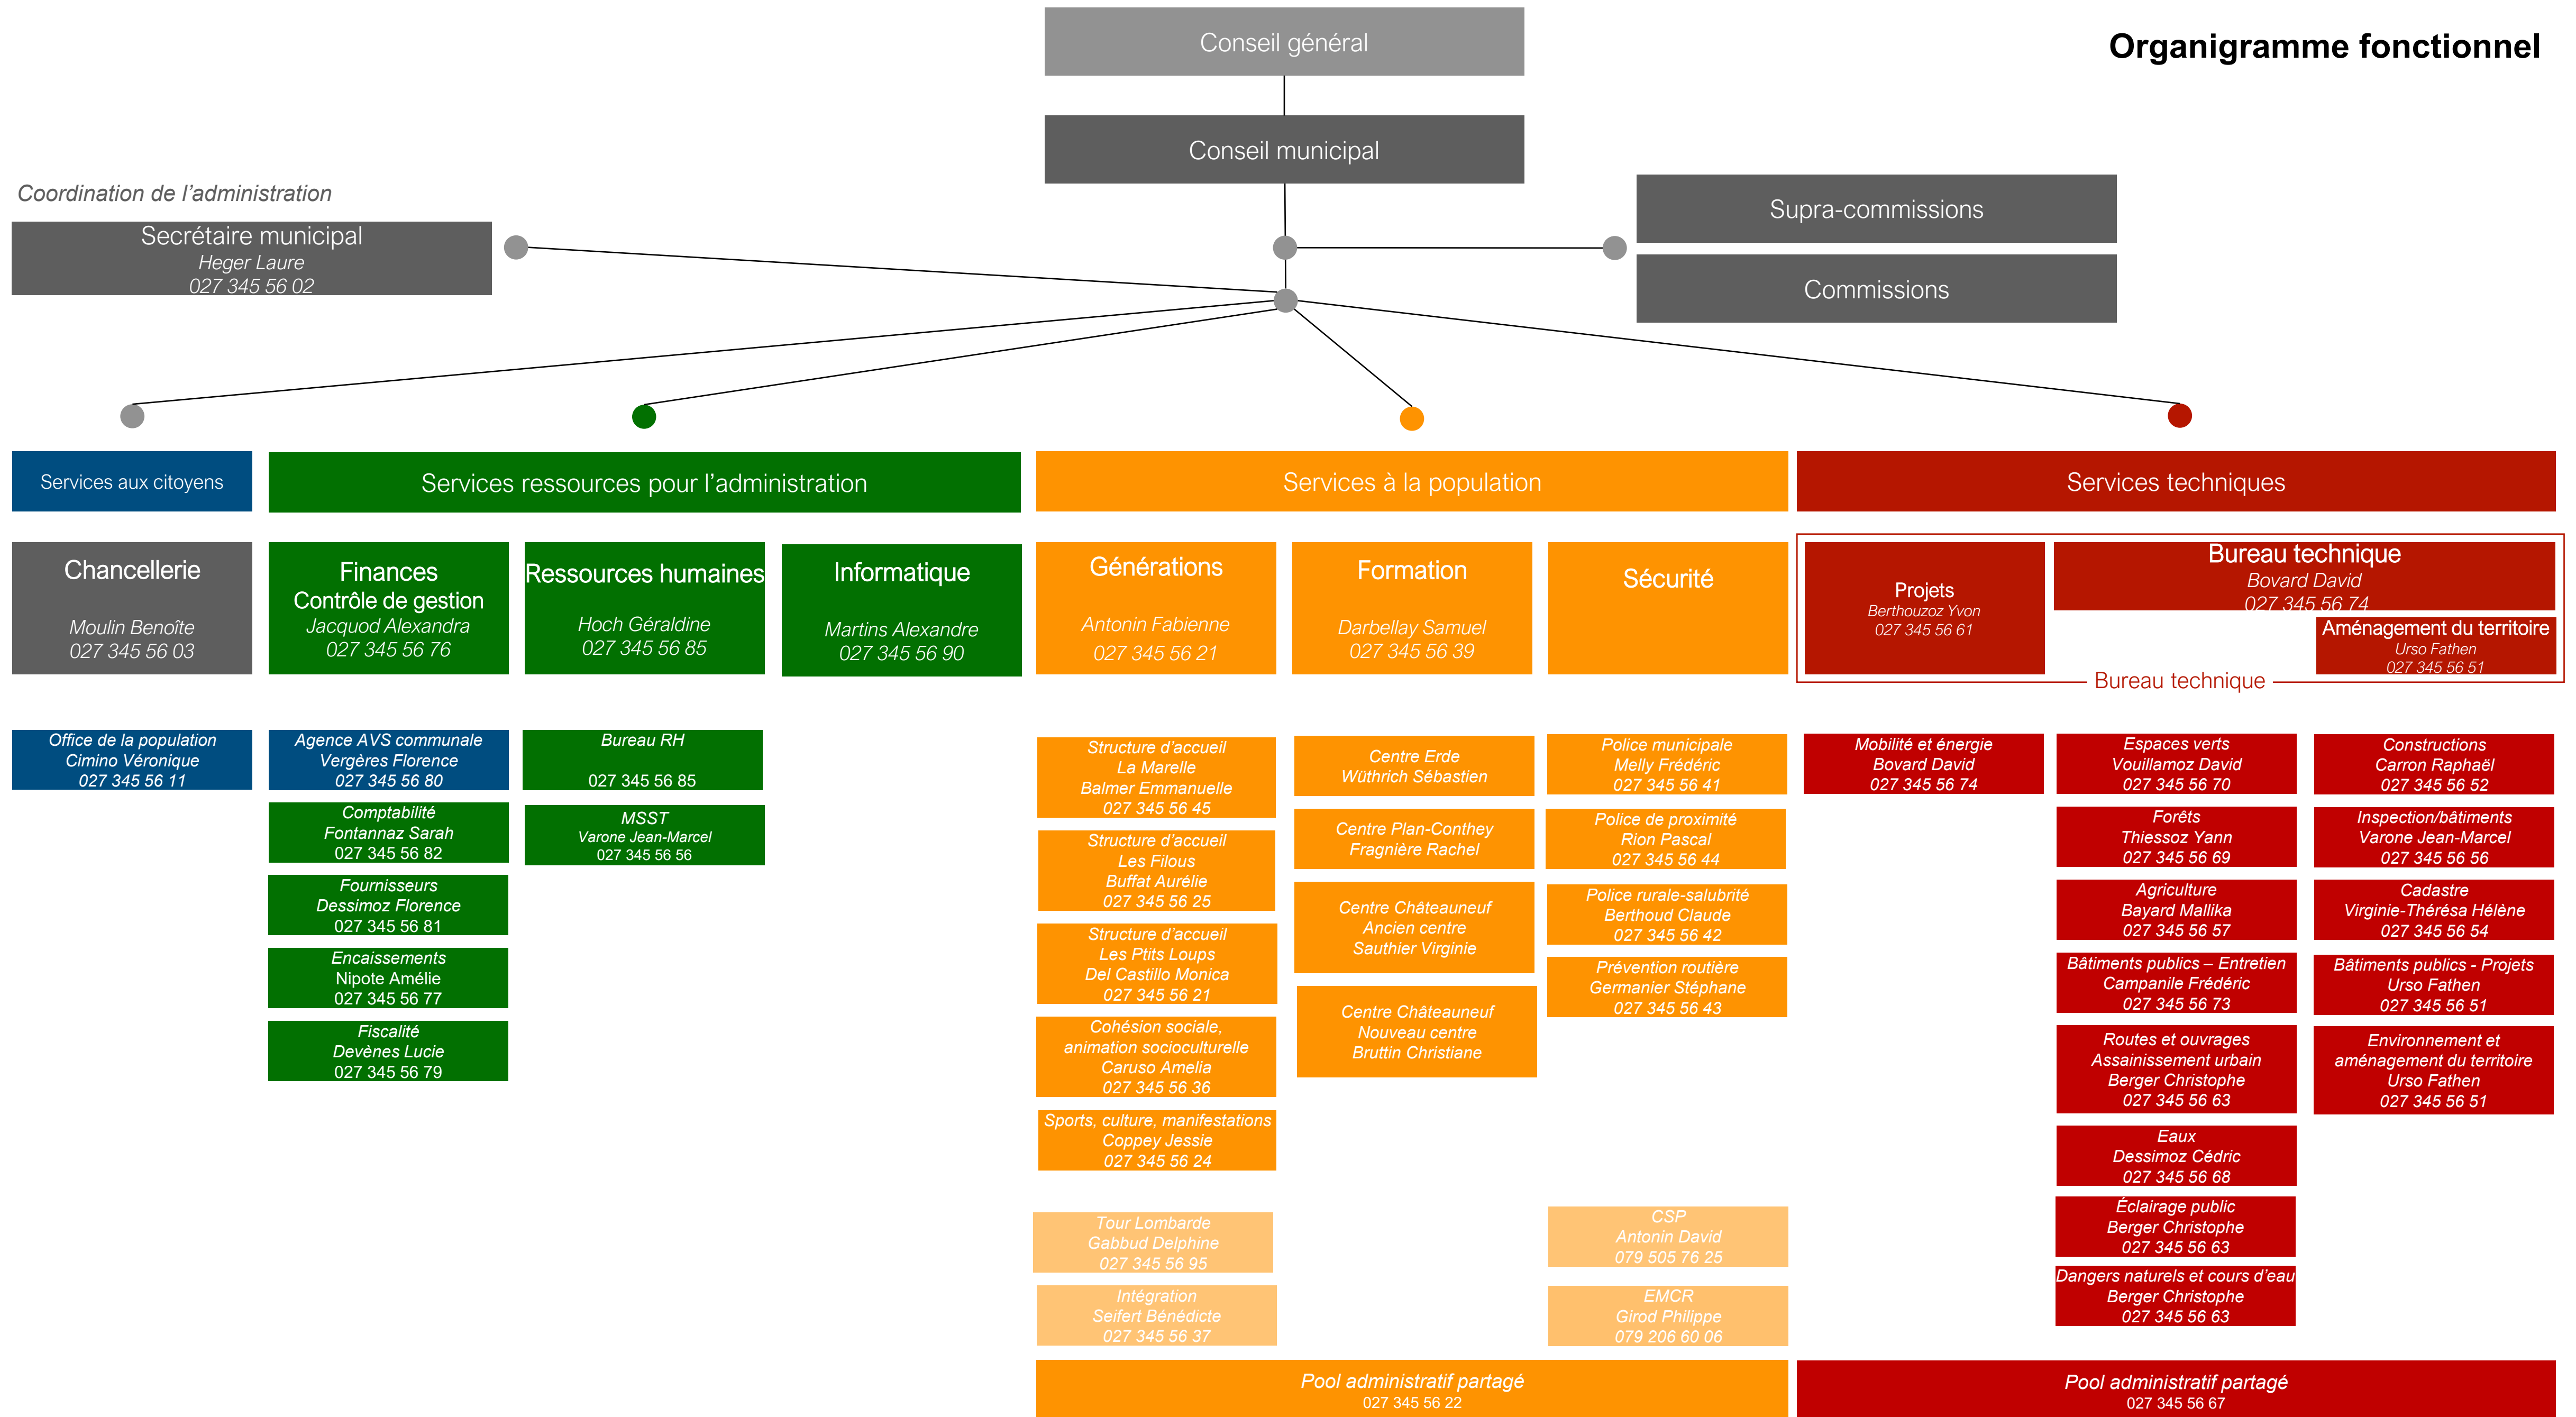 Organigramme fonctionnel
Conseil général
Conseil municipal
Coordination de l’administration
Secrétaire municipal
Heger Laure
027 345 56 02
Supra-commissions
Commissions
Services aux citoyens
Services ressources pour l’administration
Services à la population
Services techniques
Chancellerie
Moulin Benoîte
027 345 56 03
Finances
Contrôle de gestion
Jacquod Alexandra
027 345 56 76
Ressources humaines
Hoch Géraldine
027 345 56 85
Informatique
Martins Alexandre
027 345 56 90
Générations
Antonin Fabienne
027 345 56 21
Formation
Darbellay Samuel
027 345 56 39
Sécurité
Projets
Berthouzoz Yvon
027 345 56 61
Bureau technique
Bovard David
027 345 56 74
Aménagement du territoire
Urso Fathen
027 345 56 51
Bureau technique
Office de la population
Cimino Véronique
027 345 56 11
Agence AVS communale
Vergères Florence
027 345 56 80
Comptabilité
Fontannaz Sarah
027 345 56 82
Fournisseurs
Dessimoz Florence
027 345 56 81
Encaissements
Nipote Amélie
027 345 56 77
Fiscalité
Devènes Lucie
027 345 56 79
Bureau RH
027 345 56 85
MSST
Varone Jean-Marcel
027 345 56 56
Structure d’accueil
La Marelle
Balmer Emmanuelle
027 345 56 45
Structure d’accueil
Les Filous
Buffat Aurélie
027 345 56 25
Structure d’accueil
Les Ptits Loups
Del Castillo Monica
027 345 56 21
Cohésion sociale,
animation socioculturelle
Caruso Amelia
027 345 56 36
Sports, culture, manifestations
Coppey Jessie
027 345 56 24
Tour Lombarde
Gabbud Delphine
027 345 56 95
Intégration
Seifert Bénédicte
027 345 56 37
Centre Erde
Wüthrich Sébastien
Centre Plan-Conthey
Fragnière Rachel
Centre Châteauneuf
Ancien centre
Sauthier Virginie
Centre Châteauneuf
Nouveau centre
Bruttin Christiane
Police municipale
Melly Frédéric
027 345 56 41
Police de proximité
Rion Pascal
027 345 56 44
Police rurale-salubrité
Berthoud Claude
027 345 56 42
Prévention routière
Germanier Stéphane
027 345 56 43
CSP
Antonin David
079 505 76 25
EMCR
Girod Philippe
079 206 60 06
Pool administratif partagé
027 345 56 22
Mobilité et énergie
Bovard David
027 345 56 74
Espaces verts
Vouillamoz David
027 345 56 70
Forêts
Thiessoz Yann
027 345 56 69
Agriculture
Bayard Mallika
027 345 56 57
Bâtiments publics – Entretien
Campanile Frédéric
027 345 56 73
Routes et ouvrages
Assainissement urbain
Berger Christophe
027 345 56 63
Eaux
Dessimoz Cédric
027 345 56 68
Éclairage public
Berger Christophe
027 345 56 63
Dangers naturels et cours d’eau
Berger Christophe
027 345 56 63
Constructions
Carron Raphaël
027 345 56 52
Inspection/bâtiments
Varone Jean-Marcel
027 345 56 56
Cadastre
Virginie-Thérésa Hélène
027 345 56 54
Bâtiments publics - Projets
Urso Fathen
027 345 56 51
Environnement et
aménagement du territoire
Urso Fathen
027 345 56 51
Pool administratif partagé
027 345 56 67